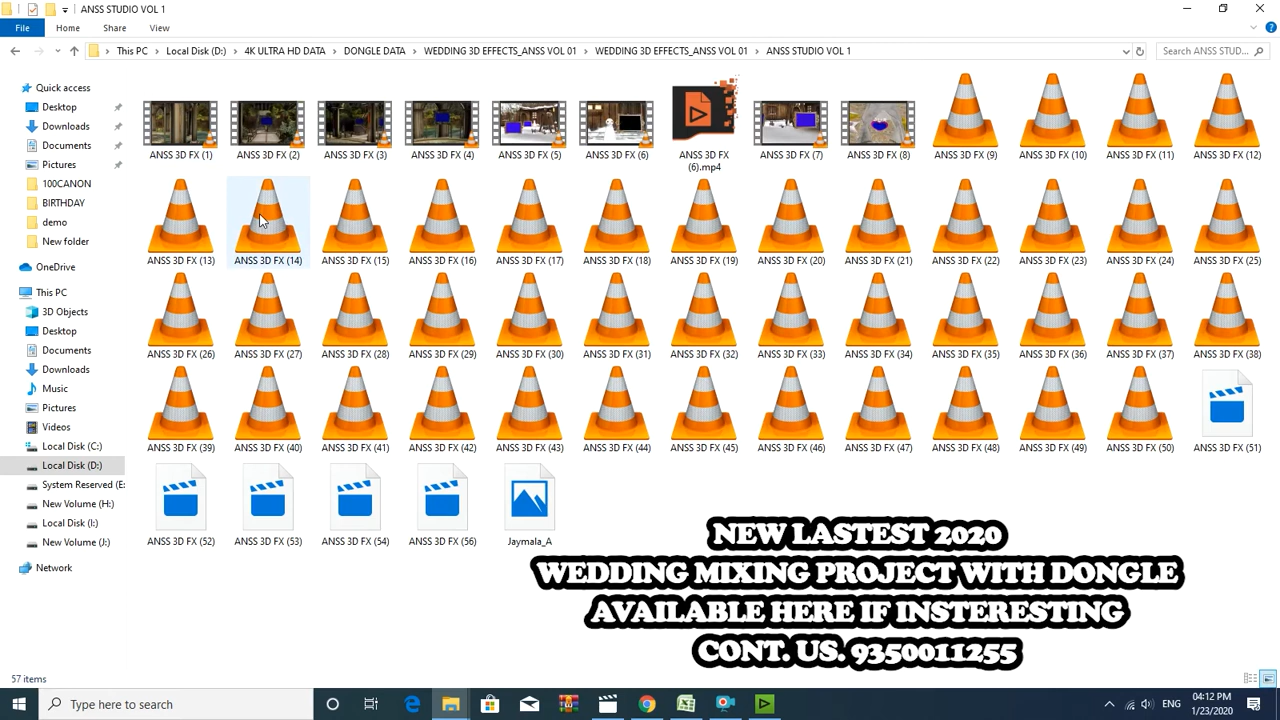 ANSS STUDIO VOL 1
File
Home
Share
View
This PC
Local Disk (D:)
4K ULTRA HD DATA
DONGLE DATA
WEDDING 3D EFFECTS_ANSS VOL 01
WEDDING 3D EFFECTS_ANSS VOL 01
ANSS STUDIO VOL 1
Search ANSS STUD...
Quick access
Desktop
Downloads
Documents
Pictures
100CANON
BIRTHDAY
demo
New folder
OneDrive
This PC
3D Objects
Desktop
Documents
Downloads
Music
Pictures
Videos
Local Disk (C:)
Local Disk (D:)
System Reserved (E:
New Volume (H:)
Local Disk (I:)
New Volume (J:)
Network
ANSS 3D FX (1)
ANSS 3D FX (2)
ANSS 3D FX (3)
ANSS 3D FX (4)
ANSS 3D FX (5)
ANSS 3D FX (6)
ANSS 3D FX
(6).mp4
ANSS 3D FX (7)
ANSS 3D FX (8)
ANSS 3D FX (9)
ANSS 3D FX (10)
ANSS 3D FX (11)
ANSS 3D FX (12)
ANSS 3D FX (13)
ANSS 3D FX (14)
ANSS 3D FX (15)
ANSS 3D FX (16)
ANSS 3D FX (17)
ANSS 3D FX (18)
ANSS 3D FX (19)
ANSS 3D FX (20)
ANSS 3D FX (21)
ANSS 3D FX (22)
ANSS 3D FX (23)
ANSS 3D FX (24)
ANSS 3D FX (25)
ANSS 3D FX (26)
ANSS 3D FX (27)
ANSS 3D FX (28)
ANSS 3D FX (29)
ANSS 3D FX (30)
ANSS 3D FX (31)
ANSS 3D FX (32)
ANSS 3D FX (33)
ANSS 3D FX (34)
ANSS 3D FX (35)
ANSS 3D FX (36)
ANSS 3D FX (37)
ANSS 3D FX (38)
ANSS 3D FX (39)
ANSS 3D FX (40)
ANSS 3D FX (41)
ANSS 3D FX (42)
ANSS 3D FX (43)
ANSS 3D FX (44)
ANSS 3D FX (45)
ANSS 3D FX (46)
ANSS 3D FX (47)
ANSS 3D FX (48)
ANSS 3D FX (49)
ANSS 3D FX (50)
ANSS 3D FX (51)
ANSS 3D FX (52)
ANSS 3D FX (53)
ANSS 3D FX (54)
ANSS 3D FX (56)
Jaymala_A
NEW LASTEST 2020
WEDDING MIXING PROJECT WITH DONGLE
AVAILABLE HERE IF INSTERESTING
CONT. US. 9350011255
57 items
Type here to search
ENG
04:12 PM
1/23/2020